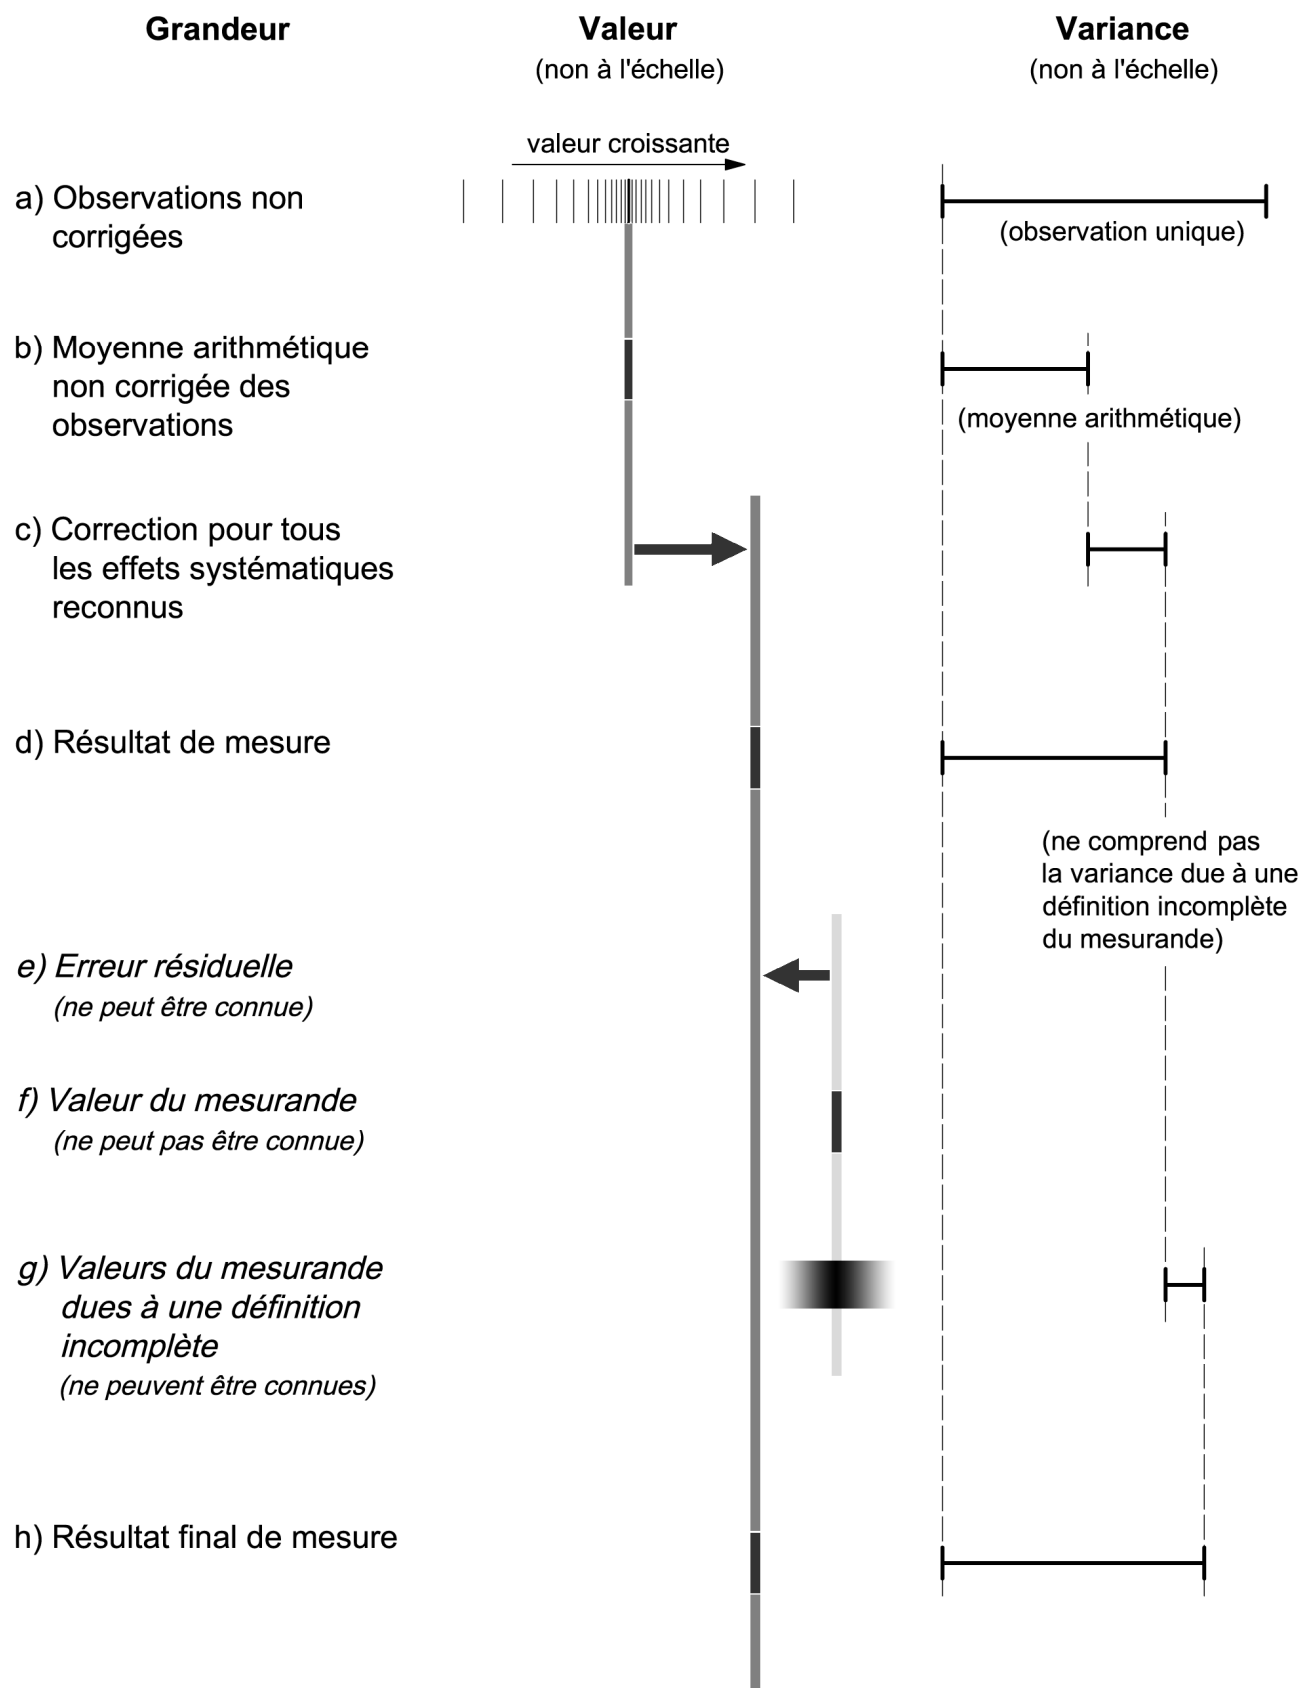 Grandeur
Valeur
(non à l'échelle)
Variance
(non à l'échelle)
valeur croissante
a) Observations non
corrigées
(observation unique)
b) Moyenne arithmétique
non corrigée des
observations
(moyenne arithmétique)
c) Correction pour tous
les effets systématiques
reconnus
d) Résultat de mesure
(ne comprend pas
la variance due à une
définition incomplète
du mesurande)
e) Erreur résiduelle
(ne peut être connue)
f) Valeur du mesurande
(ne peut pas être connue)
g) Valeurs du mesurande
dues à une définition
incomplète
(ne peuvent être connues)
h) Résultat final de mesure